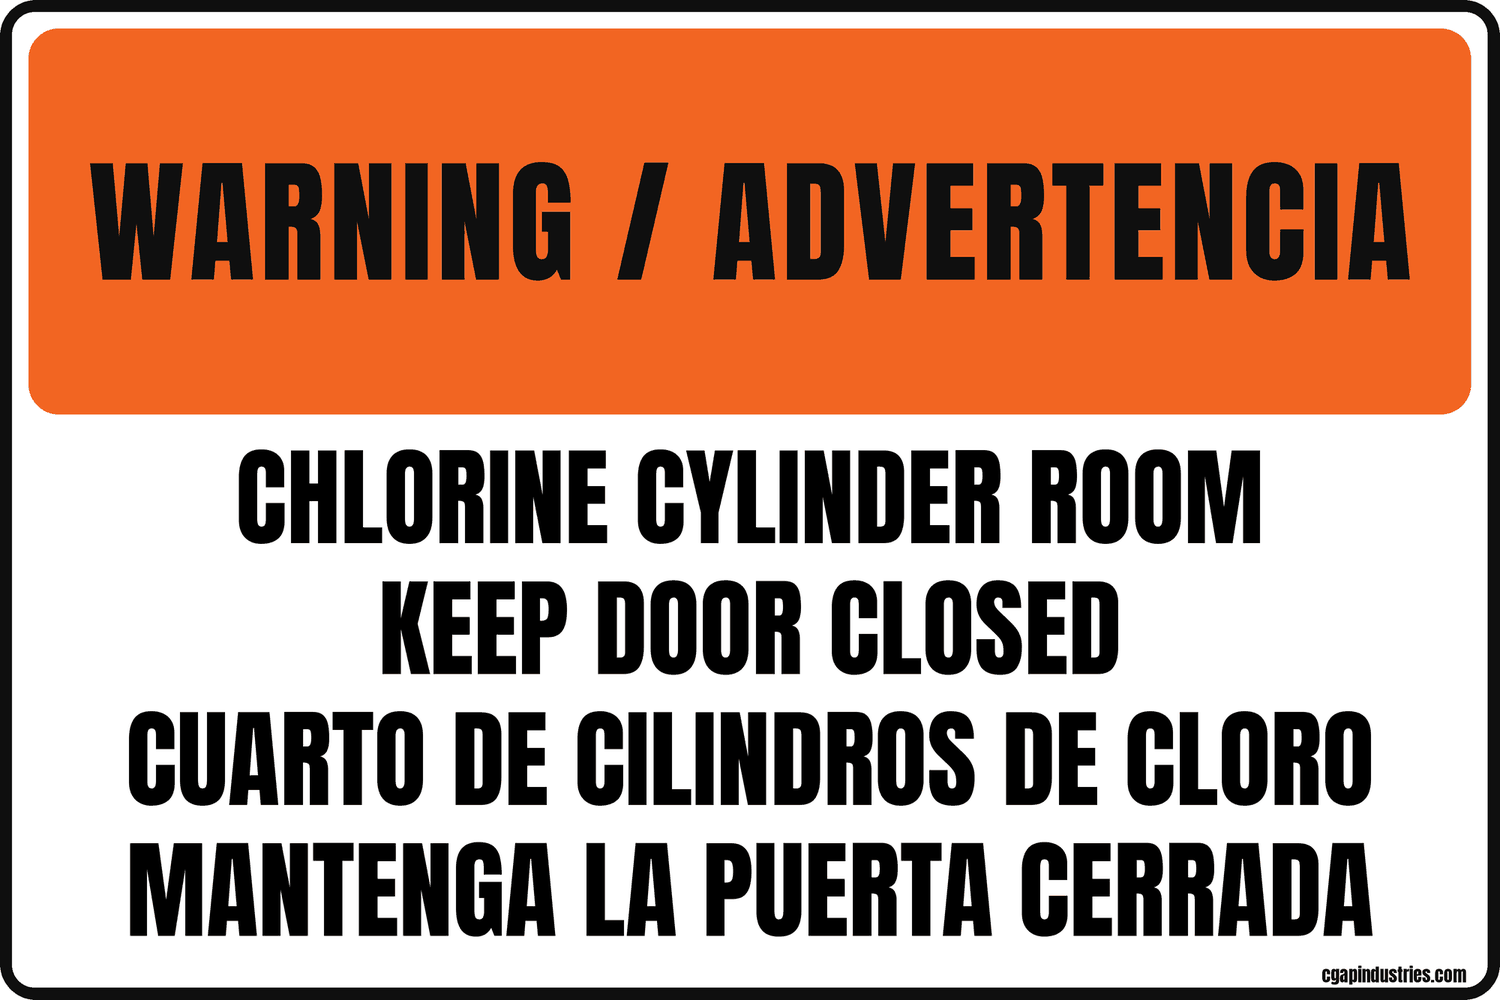 WARNING / ADVERTENCIA
CHLORINE CYLINDER ROOM
KEEP DOOR CLOSED
CUARTO DE CILINDROS DE CLORO
MANTENGA LA PUERTA CERRADA
cgapindustries.com